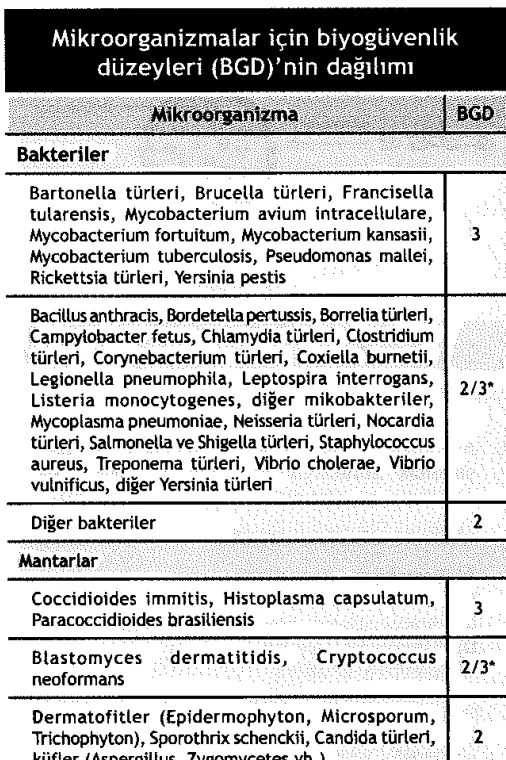 Mikroorganizmalar için biyogüvenlik
düzeyleri (BGD)'nin dağılımı
Mikroorganizma BGD
Bakteriler
Bartonella türleri, Brucella türleri, Francisella
tularensis, Mycobacterium avium intracellulare,
Mycobacterium fortuitum, Mycobacterium kansasii,
Mycobacterium tuberculosis, Pseudomonas mallei,
Rickettsia türleri, Yersinia pestis
3
Bacillus anthracis, Bordetella pertussis, Borrelia türleri,
Campylobacter fetus, Chlamydia türleri, Clostridium
türleri, Corynebacterium türleri, Coxiella burnetii,
Legionella pneumophila, Leptospira interrogans,
Listeria monocytogenes, diğer mikobakteriler,
Mycoplasma pneumoniae, Neisseria türleri, Nocardia
türleri, Salmonella ve Shigella türleri, Staphylococcus
aureus, Treponema türleri, Vibrio cholerae, Vibrio
vulnificus, diğer Yersinia türleri
2/3*
Diğer bakteriler 2
Mantarlar
Coccidioides immitis, Histoplasma capsulatum,
Paracoccidioides brasiliensis
3
Blastomyces dermatitidis, Cryptococcus
neoformans
2/3*
Dermatofitler (Epidermophyton, Microsporum,
Trichophyton), Sporothrix schenckii, Candida türleri,
küfler (Aspergillus, Zygomycetes vb.)
2